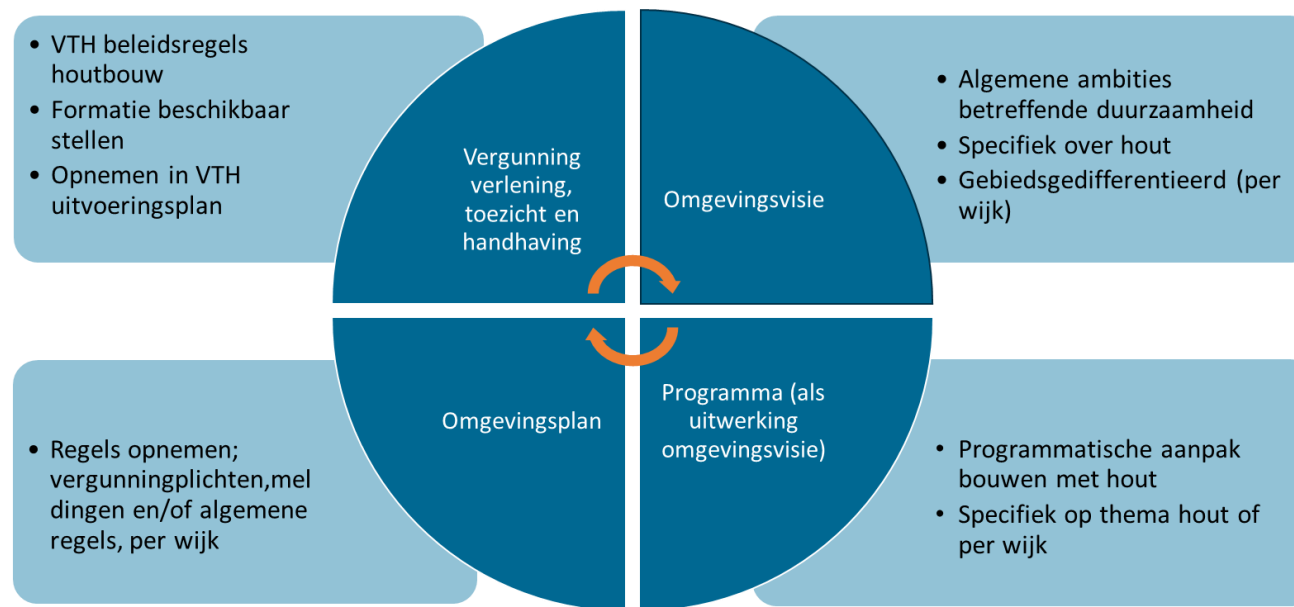 • VTH beleidsregels
houtbouw
• Formatie beschikbaar
stellen
• Opnemen in VTH
uitvoeringsplan
Vergunning
verlening,
toezicht en
handhaving
Omgevingsvisie
• Algemene ambities
betreffende duurzaamheid
• Specifiek over hout
• Gebiedsgedifferentieerd (per
wijk)
• Regels opnemen;
vergunningplichten,mel
dingen en/of algemene
regels, per wijk
Omgevingsplan
Programma (als
uitwerking
omgevingsvisie)
• Programmatische aanpak
bouwen met hout
• Specifiek op thema hout of
per wijk